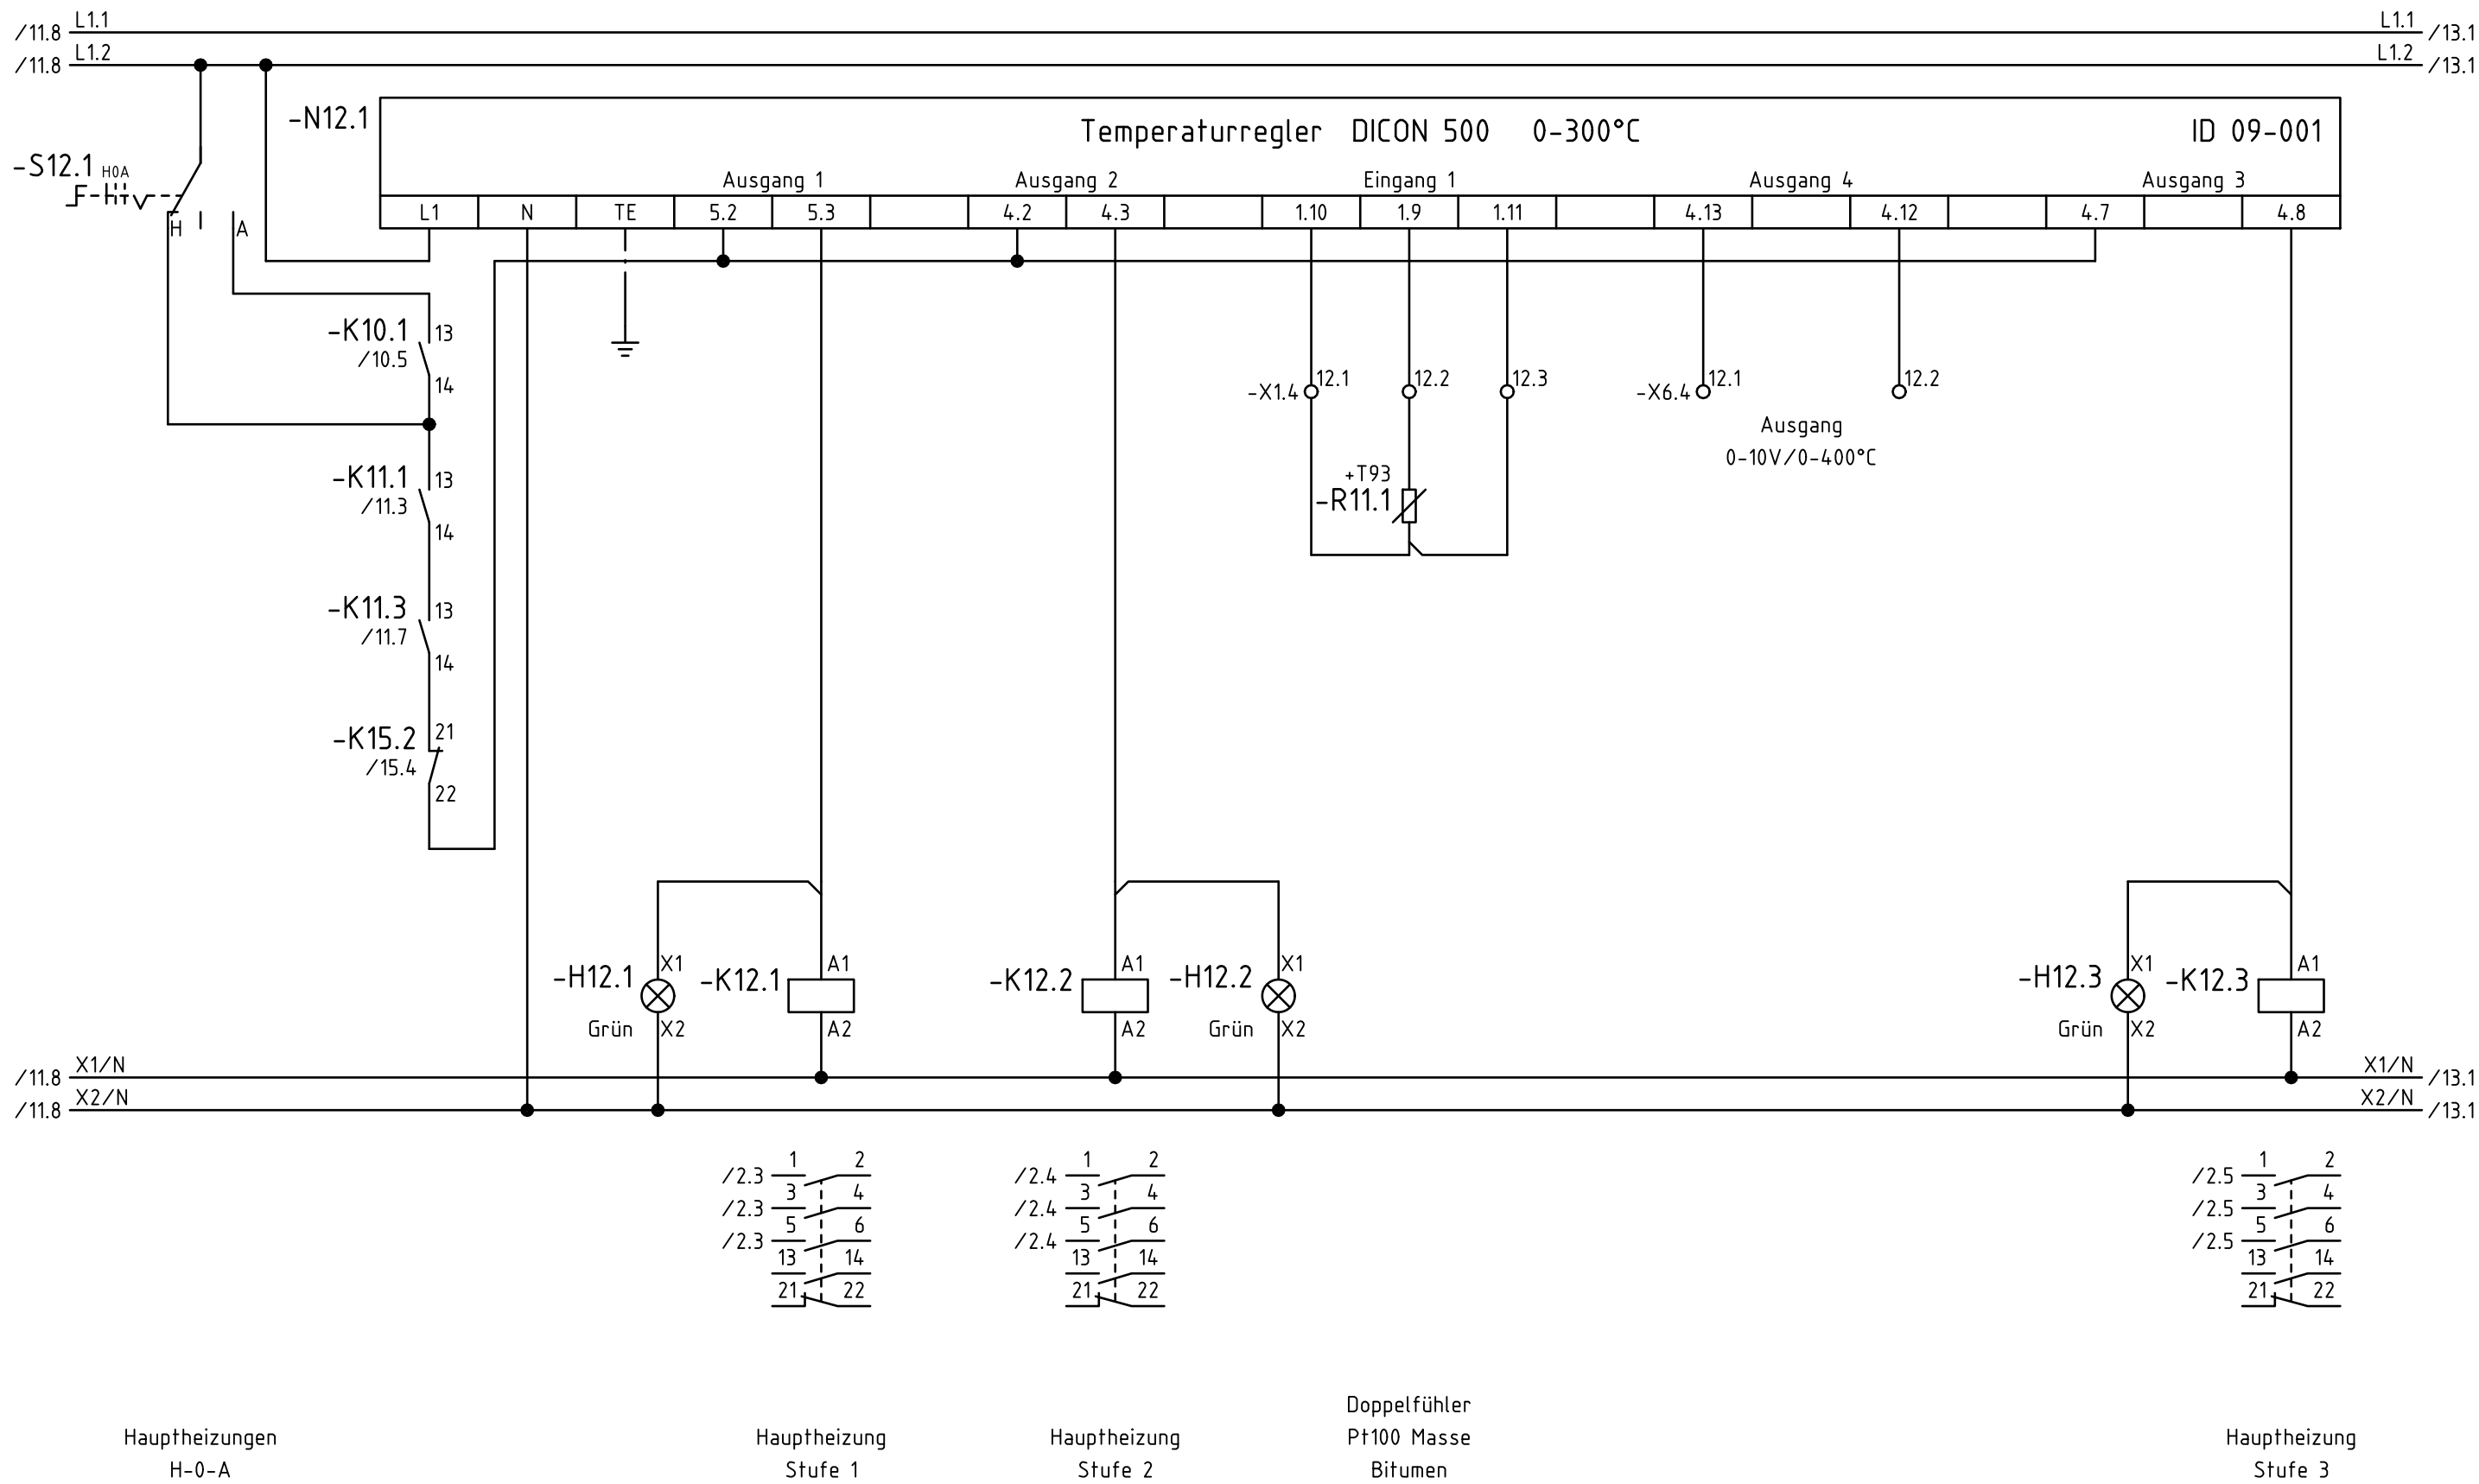 L1.1 L1.1
/11.8 /13.1
L1.2 L1.2
/11.8 /13.1
-N12.1
Temperaturregler DICON 500 0-300°C ID 09-001
-S12.1 H0A
Ausgang 1 Ausgang 2 Eingang 1 Ausgang 4 Ausgang 3
L1 N TE 5.2 5.3 4.2 4.3 1.10 1.9 1.11 4.13 4.12 4.7 4.8
H A
-K10.1 13
/10.5
14
-X1.4 12.1 12.2 12.3 -X6.4 12.1 12.2
Ausgang
0-10V/0-400°C
-K11.1 13
/11.3
14
+T93
-R11.1
-K11.3 13
/11.7
14
-K15.2 21
/15.4
22
-H12.1 X1 -K12.1 A1 -K12.2 A1 -H12.2 X1 -H12.3 X1 -K12.3 A1
Grün X2 A2 A2 Grün X2 Grün X2 A2
X1/N X1/N
/11.8 /13.1
X2/N X2/N
/11.8 /13.1
1 2 1 2 1 2
/2.3 /2.4 /2.5
3 4 3 4 3 4
/2.3 /2.4 /2.5
5 6 5 6 5 6
/2.3 /2.4 /2.5
13 14 13 14 13 14
21 22 21 22 21 22
Doppelfühler
Hauptheizungen Hauptheizung Hauptheizung Pt100 Masse Hauptheizung
H-0-A Stufe 1 Stufe 2 Bitumen Stufe 3